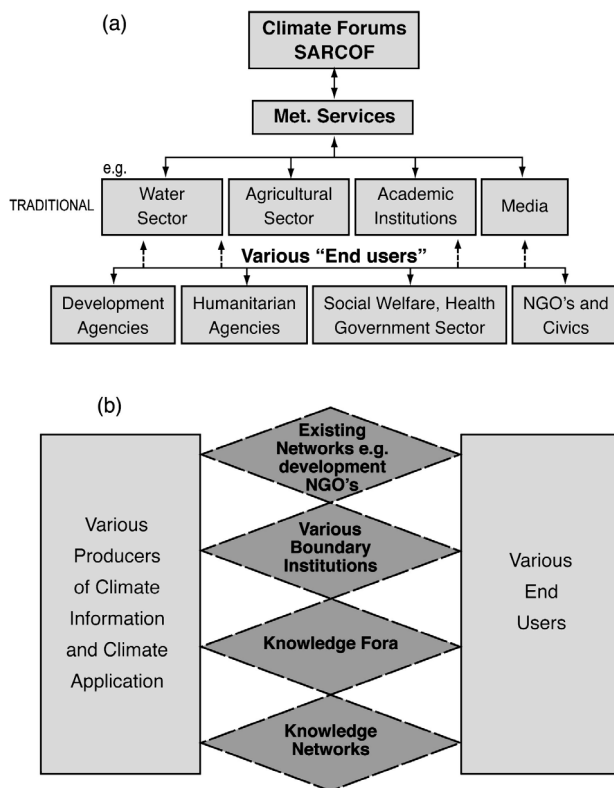 (a)
Climate Forums
SARCOF
Met. Services
e.g.
TRADITIONAL
Water
Sector
Agricultural
Sector
Academic
Institutions
Media
Various “End users”
Development
Agencies
Humanitarian
Agencies
Social Welfare, Health
Government Sector
NGO's and
Civics
(b)
Various
Producers
of Climate
Information
and Climate
Application
Existing
Networks e.g.
development
NGO's
Various
Boundary
Institutions
Knowledge Fora
Knowledge
Networks
Various
End
Users